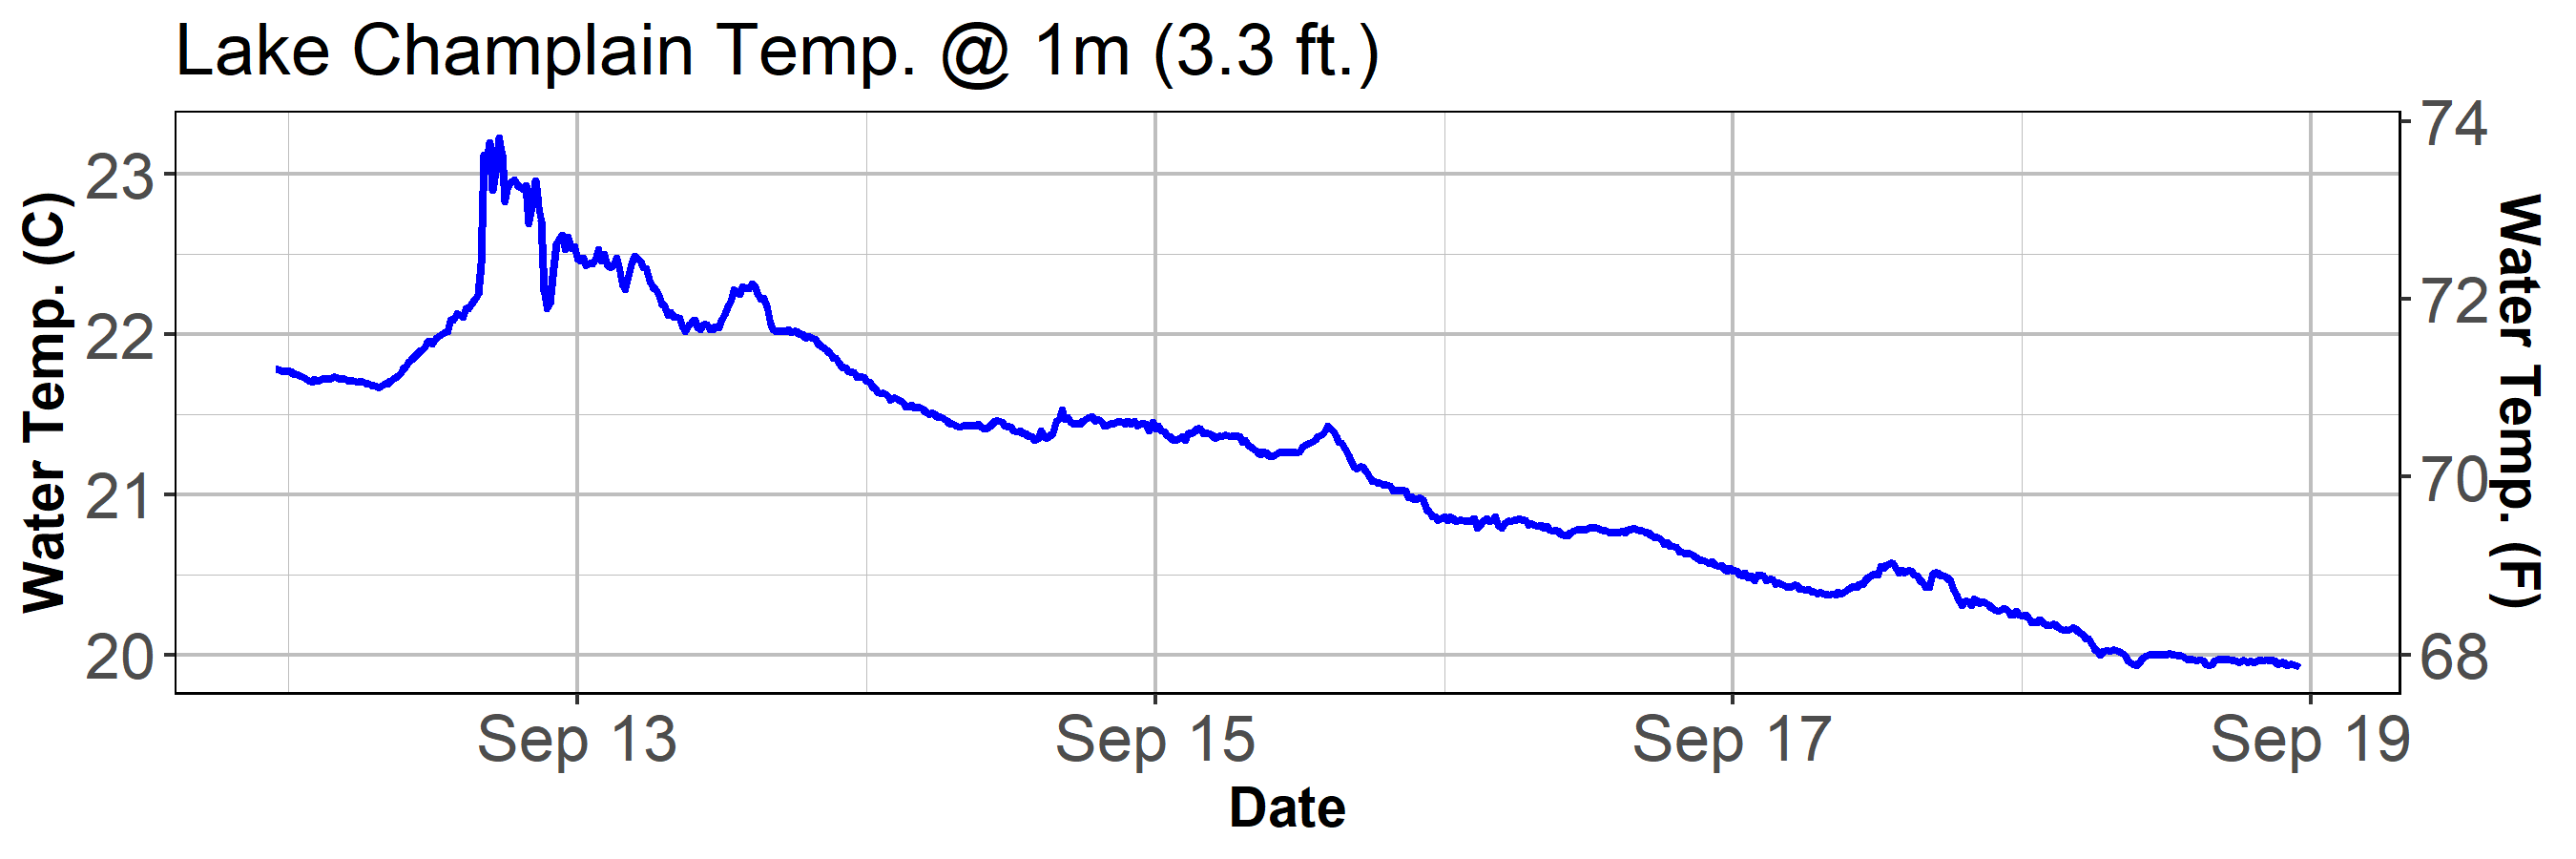 Lake Champlain Temp. @ 1m (3.3 ft.)
Water Temp. (C)
23
22
21
20
74
72
70
68
Water Temp. (F)
Sep 13
Sep 15
Sep 17
Sep 19
Date